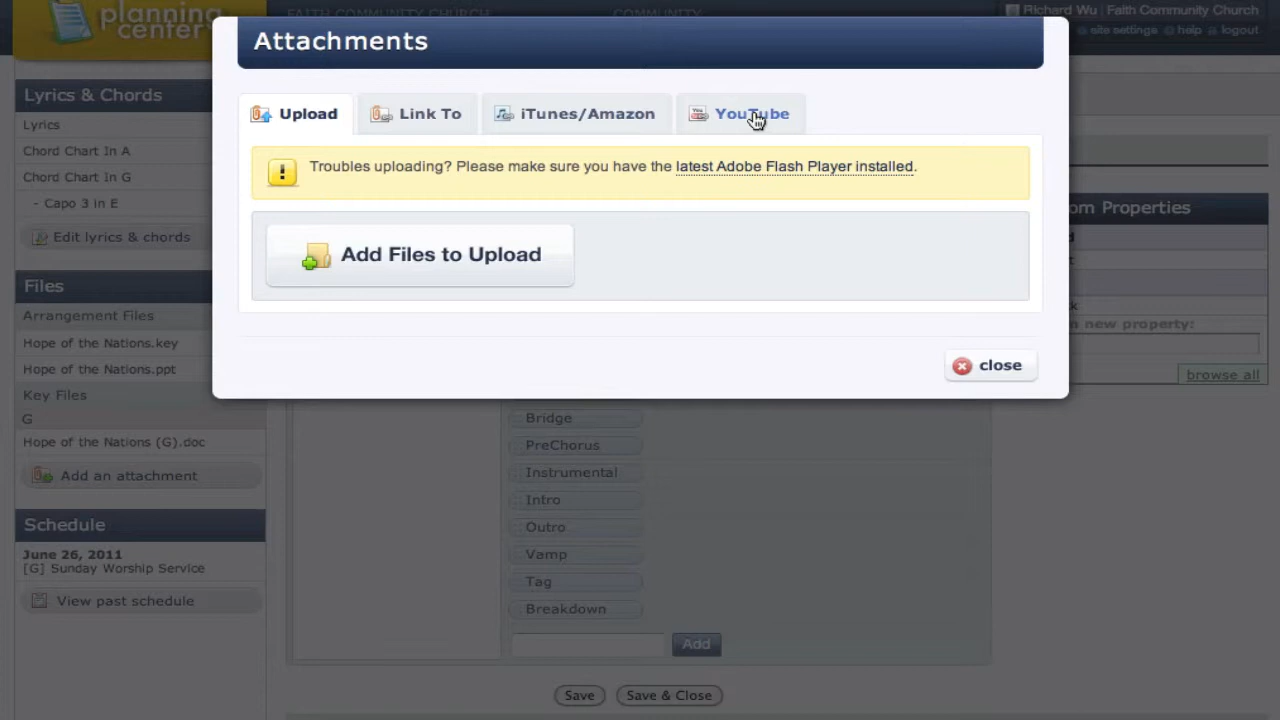 planning
center
FAITH COMMUNITY CHURCH
COMMUNITY
Richard Wu | Faith Community Church
site settings
help
logout
Attachments
Upload
Link To
iTunes/Amazon
YouTube
Troubles uploading? Please make sure you have the latest Adobe Flash Player installed.
Add Files to Upload
close
Lyrics & Chords
Lyrics
Chord Chart In A
Chord Chart In G
- Capo 3 in E
Edit lyrics & chords
Files
Arrangement Files
Hope of the Nations.key
Hope of the Nations.ppt
Key Files
G
Hope of the Nations (G).doc
Add an attachment
Schedule
June 26, 2011
[G] Sunday Worship Service
View past schedule
Bridge
PreChorus
Instrumental
Intro
Outro
Vamp
Tag
Breakdown
Add
Save
Save & Close
om Properties
new property:
browse all